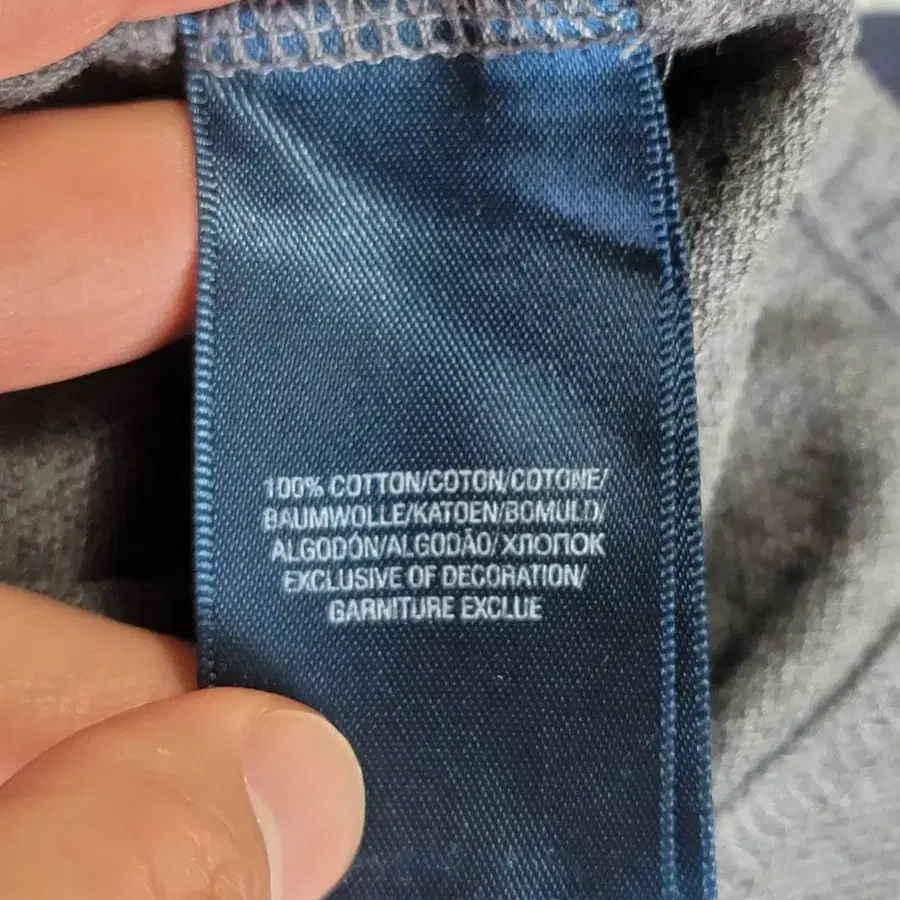 100% COTTON/COTON/COTONE/
BAUMWOLLE/KATOEN/BOMULD/
ALGODÓN/ALGODÃO/ ХЛОПОК
EXCLUSIVE OF DECORATION/
GARNITURE EXCLUE